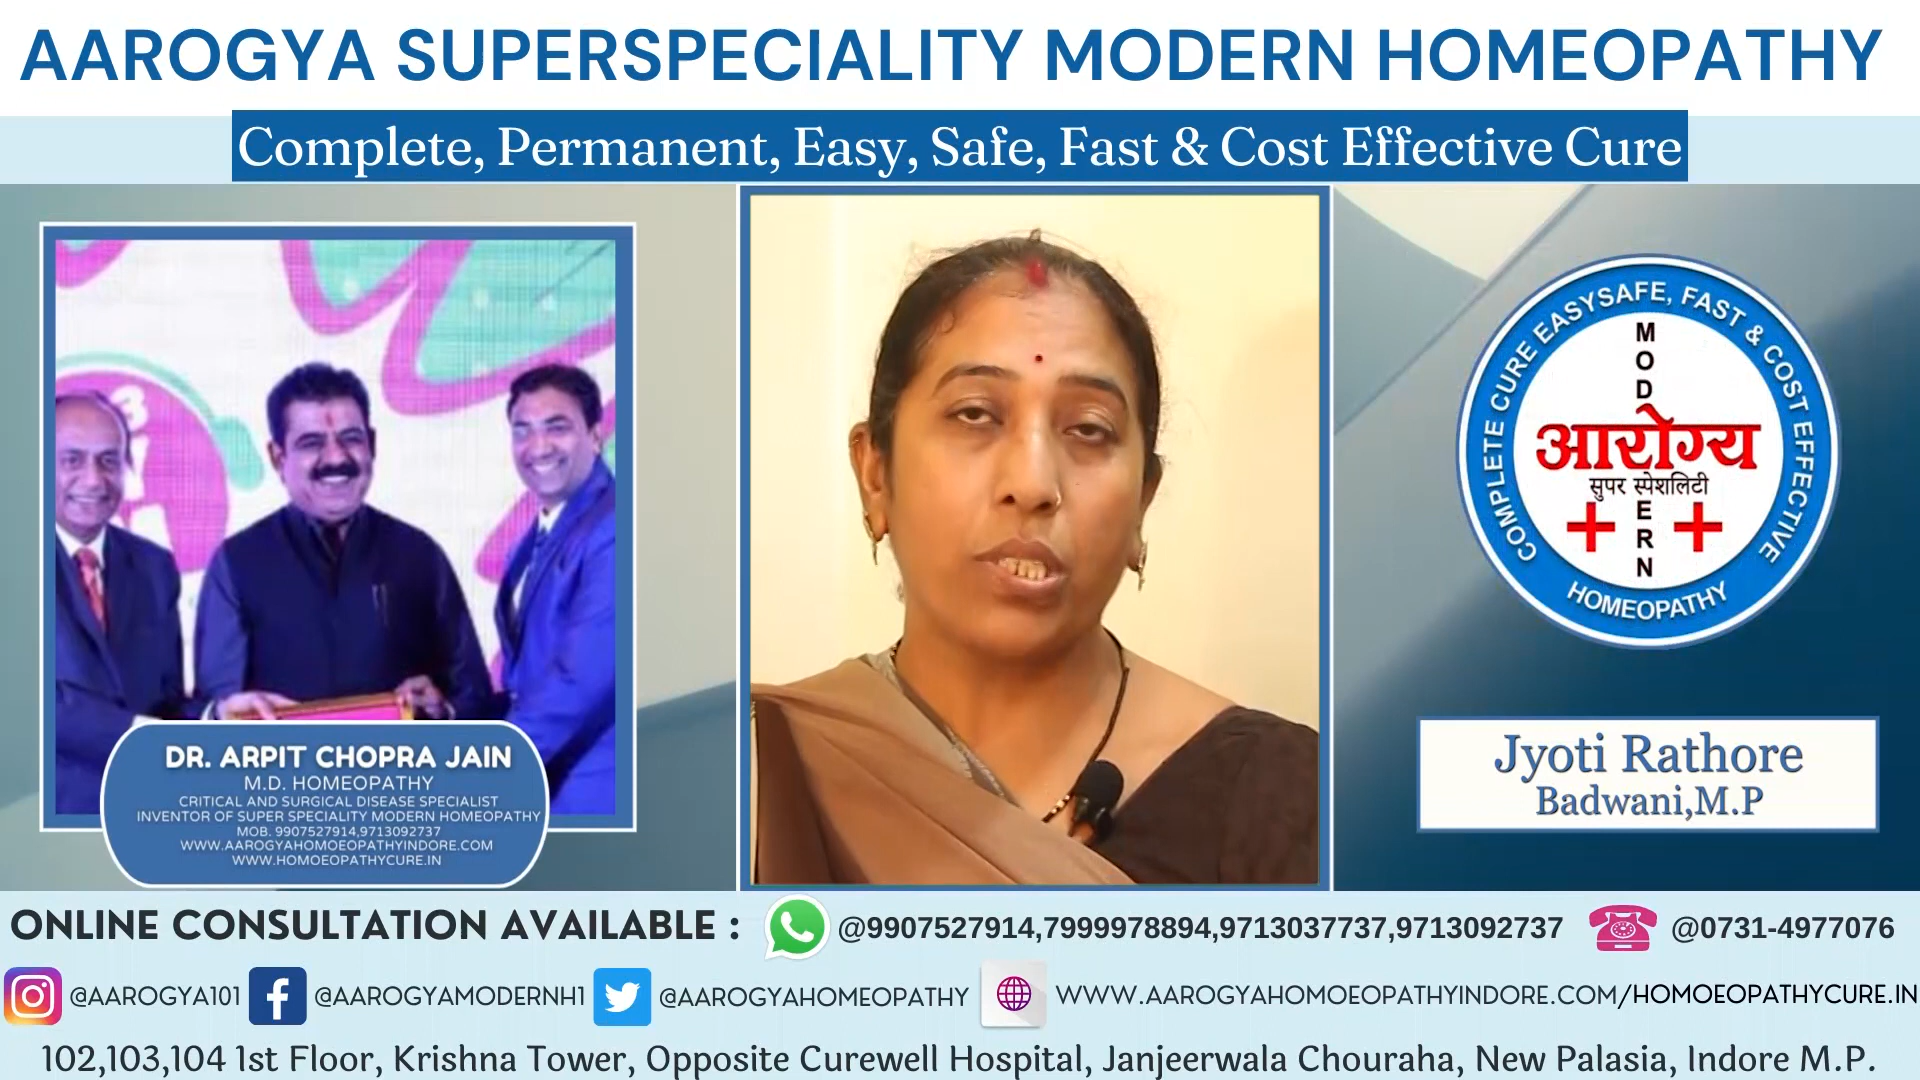 AAROGYA SUPERSPECIALITY MODERN HOMEOPATHY
Complete, Permanent, Easy, Safe, Fast & Cost Effective Cure
COMPLETE CURE EASYSAFE, FAST & COST EFFECTIVE
MODERN
आरोग्य
सुपर स्पेशलिटी
HOMEOPATHY
DR. ARPIT CHOPRA JAIN
M.D. HOMEOPATHY
CRITICAL AND SURGICAL DISEASE SPECIALIST
INVENTOR OF SUPER SPECIALITY MODERN HOMEOPATHY
MOB. 9907527914,9713092737
WWW.AAROGYAHOMOEOPATHYINDORE.COM
WWW.HOMOEOPATHYCURE.IN
Jyoti Rathore
Badwani,M.P
ONLINE CONSULTATION AVAILABLE : @9907527914,7999978894,9713037737,9713092737 @0731-4977076
@AAROGYA101 @AAROGYAMODERNH1 @AAROGYAHOMEOPATHY WWW.AAROGYAHOMOEOPATHYINDORE.COM/HOMOEOPATHYCURE.IN
102,103,104 1st Floor, Krishna Tower, Opposite Curewell Hospital, Janjeerwala Chouraha, New Palasia, Indore M.P.